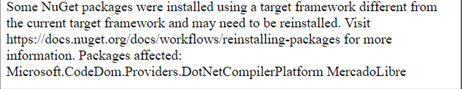 Some NuGet packages were installed using a target framework different from
the current target framework and may need to be reinstalled. Visit
https://docs.nuget.org/docs/workflows/reinstalling-packages for more
information. Packages affected:
Microsoft.CodeDom.Providers.DotNetCompilerPlatform MercadoLibre